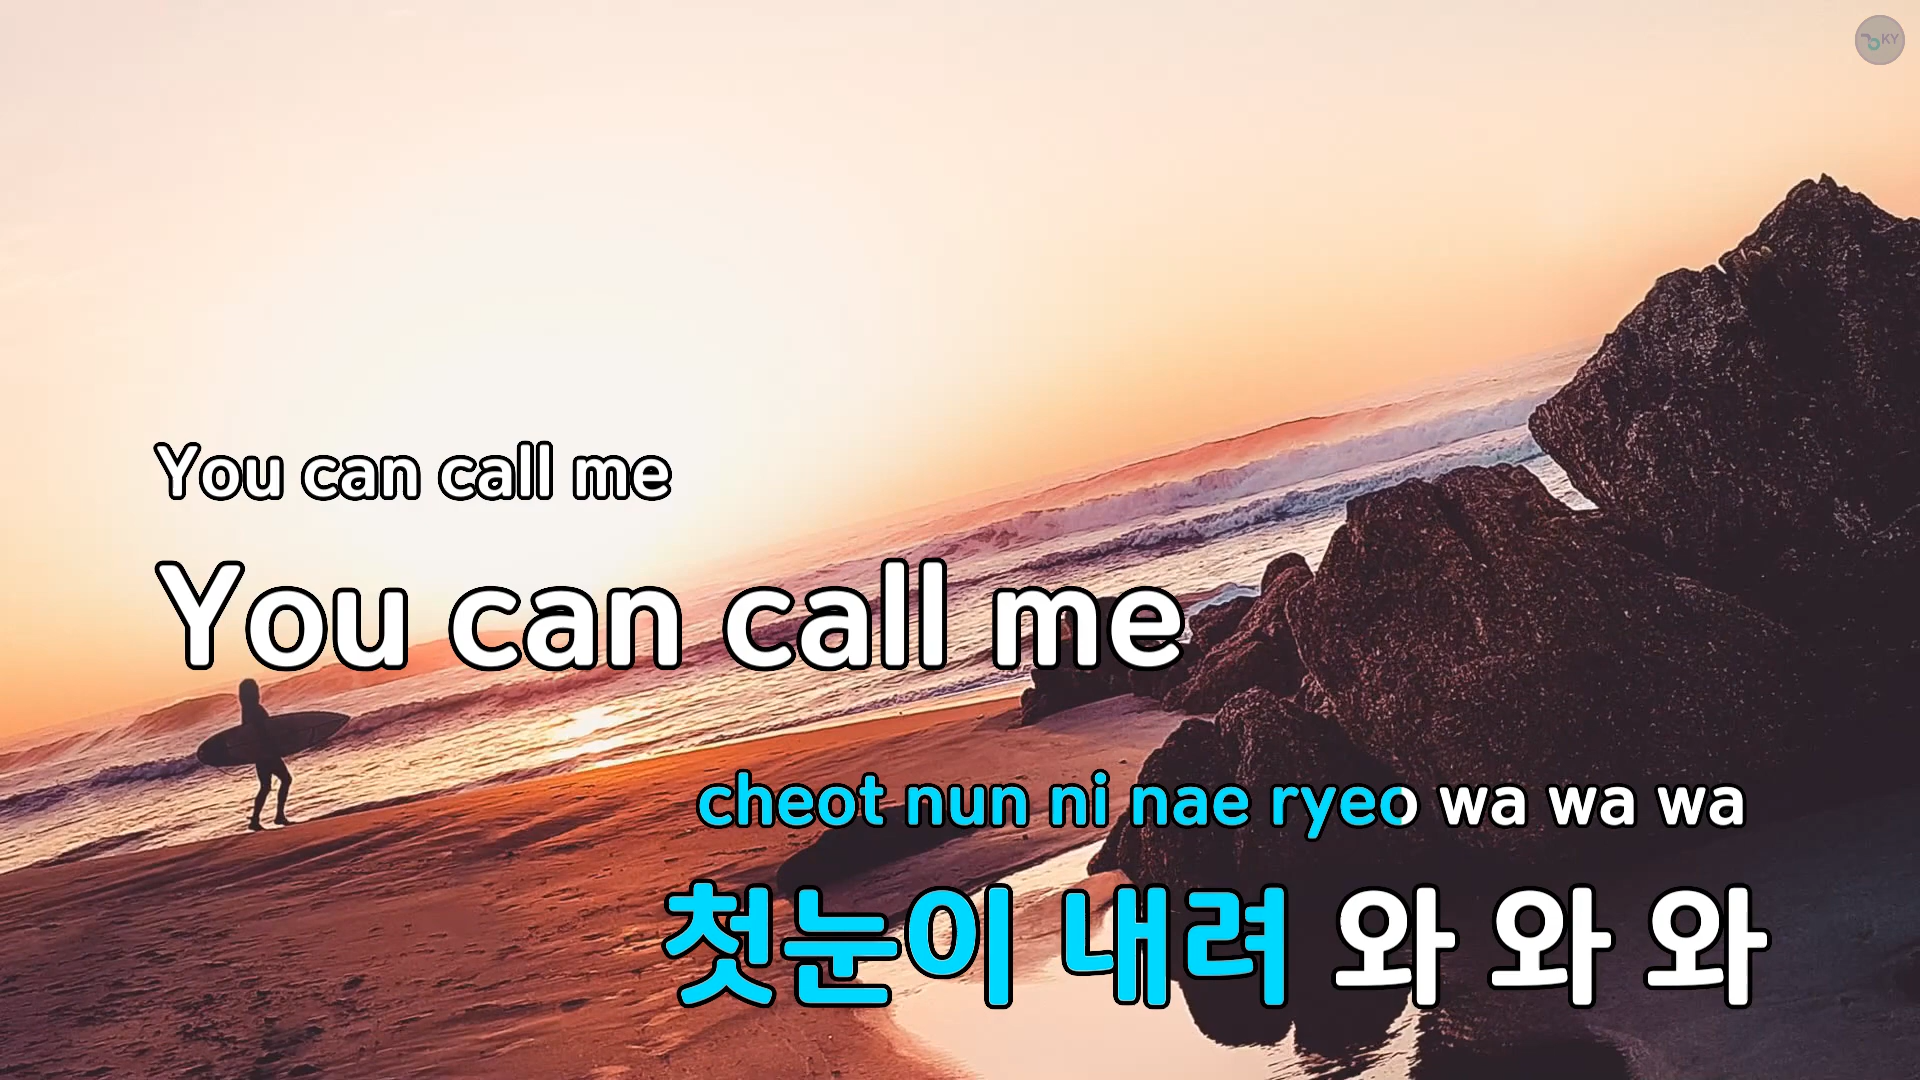 KY
You can call me
You can call me
cheot nun ni nae ryeo wa wa wa
첫눈이 내려 와 와 와